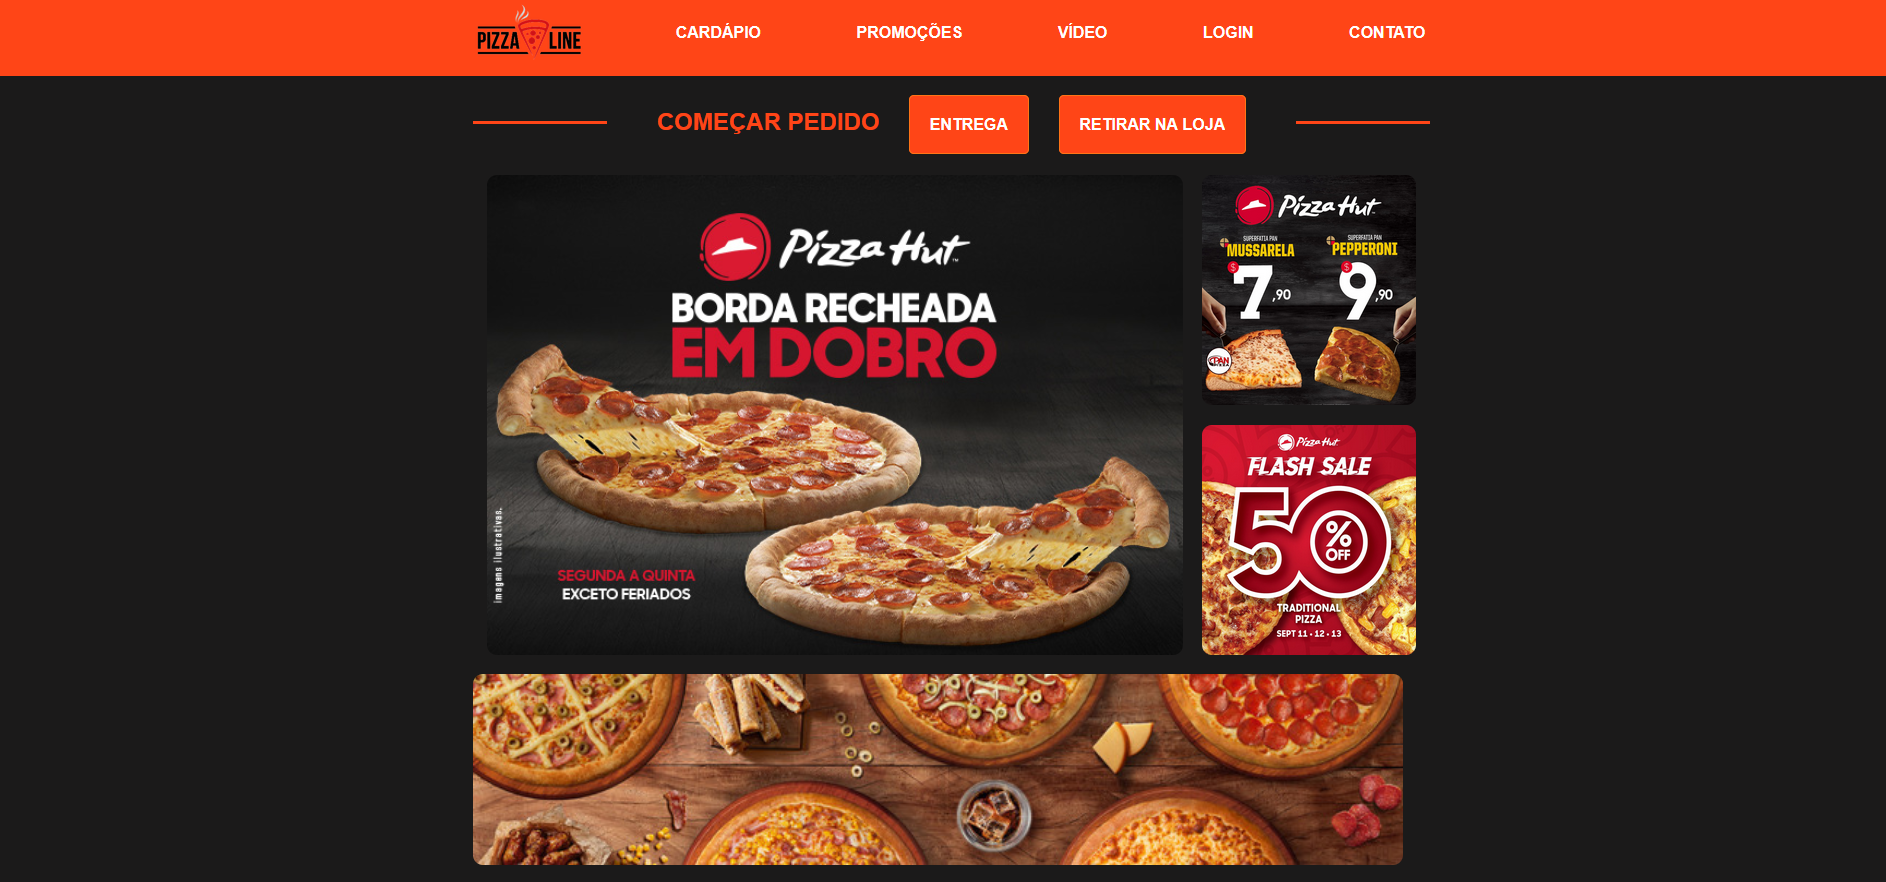 PIZZA LINE
CARDÁPIO
PROMOÇÕES
VÍDEO
LOGIN
CONTATO
COMEÇAR PEDIDO
ENTREGA
RETIRAR NA LOJA
Pizza Hut™
BORDA RECHEADA
EM DOBRO
imagens ilustrativas.
SEGUNDA A QUINTA
EXCETO FERIADOS
Pizza Hut
SUPERFATIA PAN
MUSSARELA
$
7,90
SUPERFATIA PAN
PEPPERONI
$
9,90
Pizza Hut
FLASH SALE
50% OFF
TRADITIONAL
PIZZA
SEPT 11 • 12 • 13